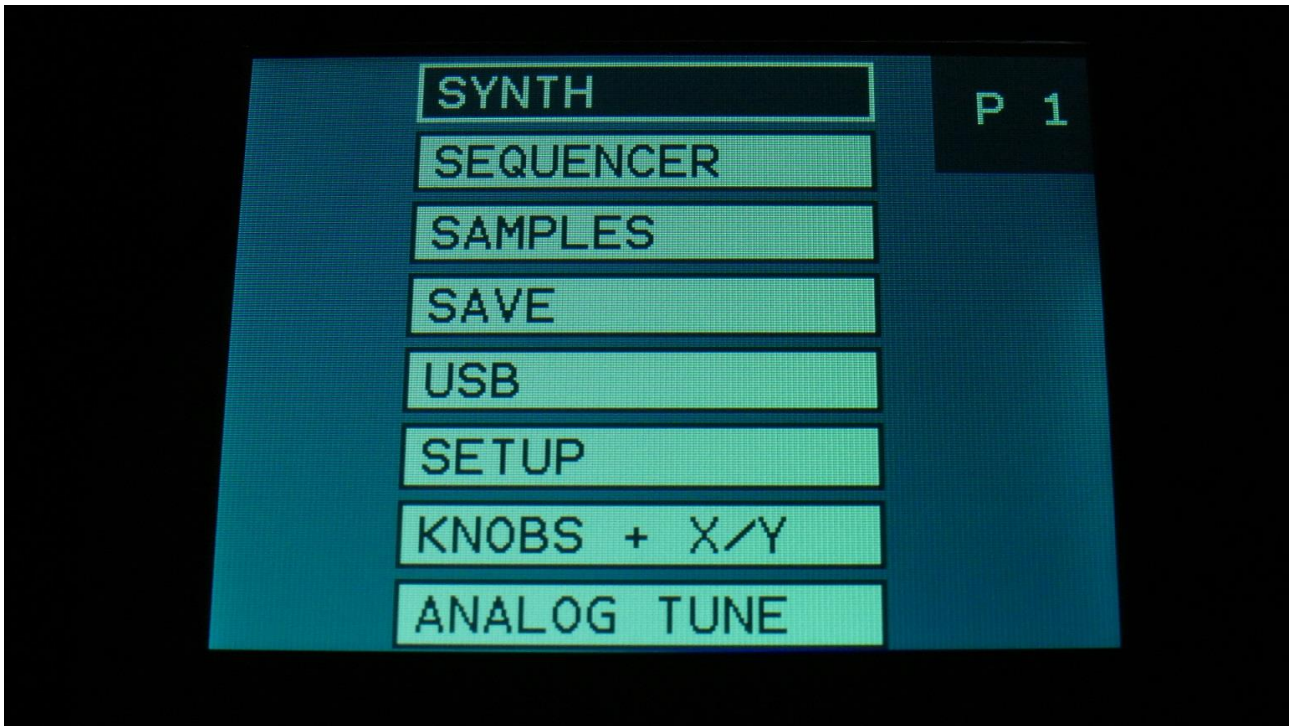 SYNTH
P 1
SEQUENCER
SAMPLES
SAVE
USB
SETUP
KNOBS + X/Y
ANALOG TUNE